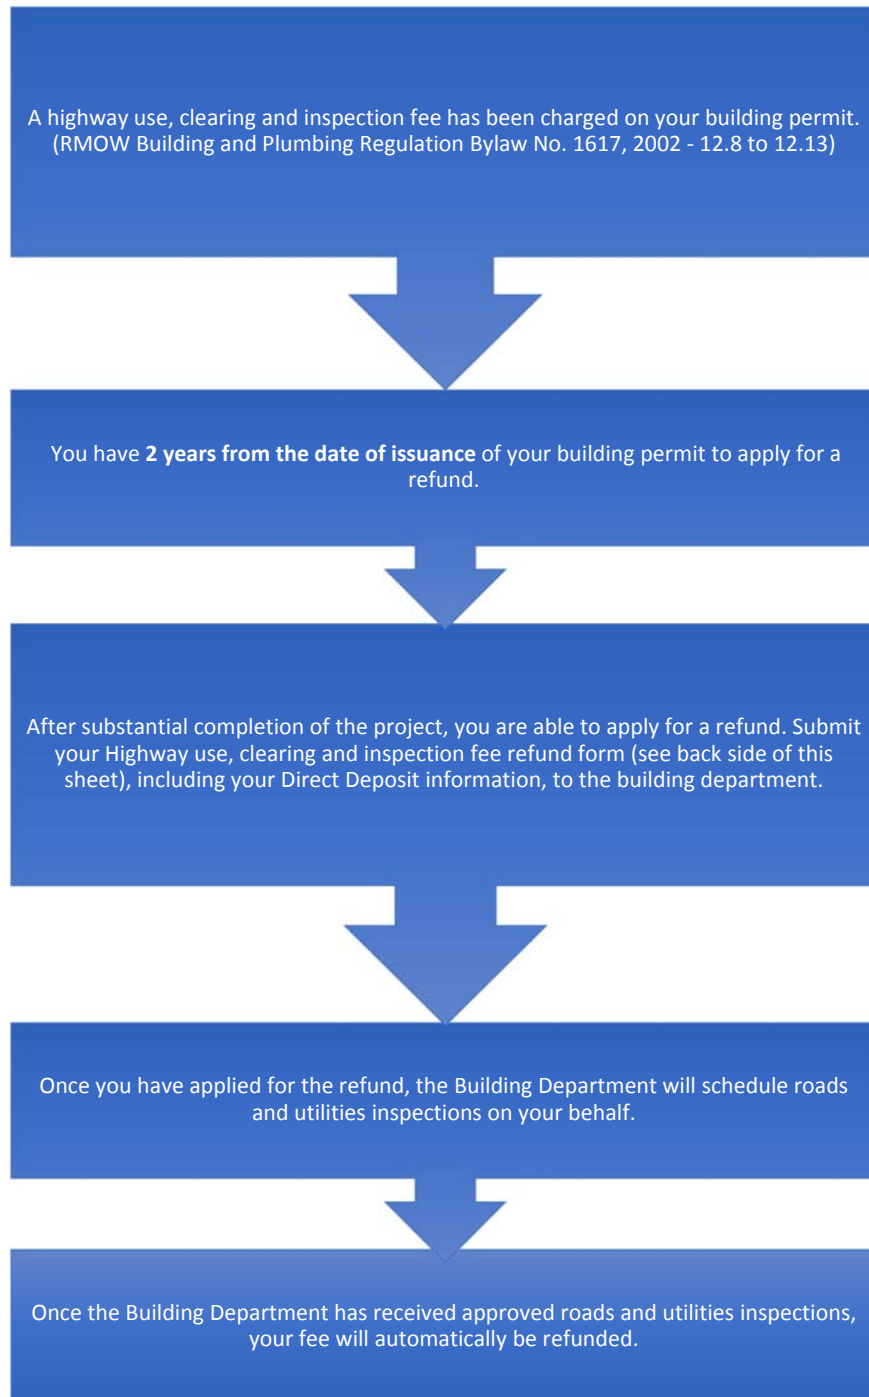 A highway use, clearing and inspection fee has been charged on your building permit.
(RMOW Building and Plumbing Regulation Bylaw No. 1617, 2002 - 12.8 to 12.13)
You have 2 years from the date of issuance of your building permit to apply for a
refund.
After substantial completion of the project, you are able to apply for a refund. Submit
your Highway use, clearing and inspection fee refund form (see back side of this
sheet), including your Direct Deposit information, to the building department.
Once you have applied for the refund, the Building Department will schedule roads
and utilities inspections on your behalf.
Once the Building Department has received approved roads and utilities inspections,
your fee will automatically be refunded.